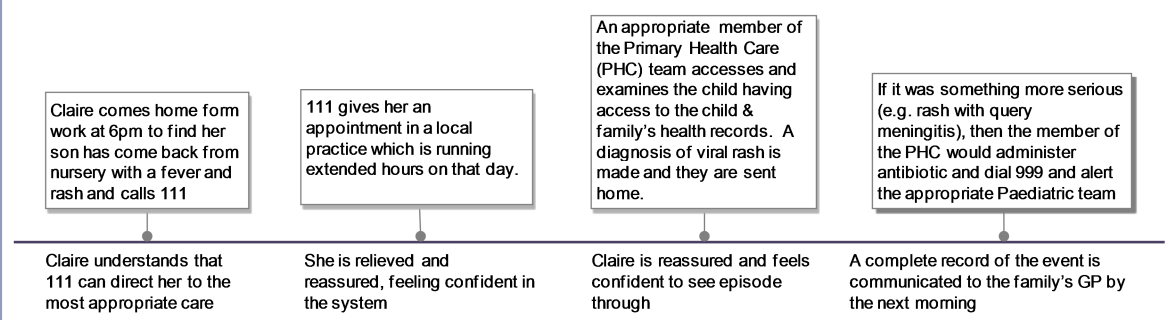 Claire comes home form
work at 6pm to find her
son has come back from
nursery with a fever and
rash and calls 111
111 gives her an
appointment in a local
practice which is running
extended hours on that day.
An appropriate member of
the Primary Health Care
(PHC) team accesses and
examines the child having
access to the child &
family's health records. A
diagnosis of viral rash is
made and they are sent
home.
If it was something more serious
(e.g. rash with query
meningitis), then the member of
the PHC would administer
antibiotic and dial 999 and alert
the appropriate Paediatric team
Claire understands that
111 can direct her to the
most appropriate care
She is relieved and
reassured, feeling confident in
the system
Claire is reassured and feels
confident to see episode
through
A complete record of the event is
communicated to the family's GP by
the next morning